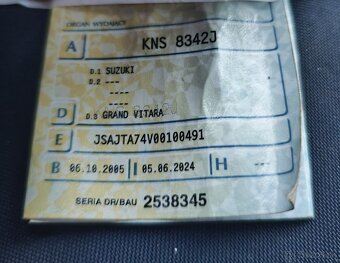 ORGAN WYDAJĄCY
A KNS 8342J
D.1 SUZUKI
D.2 ---
----
----
D D.3 GRAND VITARA
E JSAJTA74V00100491
B 06.10.2005 I 05.06.2024 H ---
SERIA DR/BAU 2538345